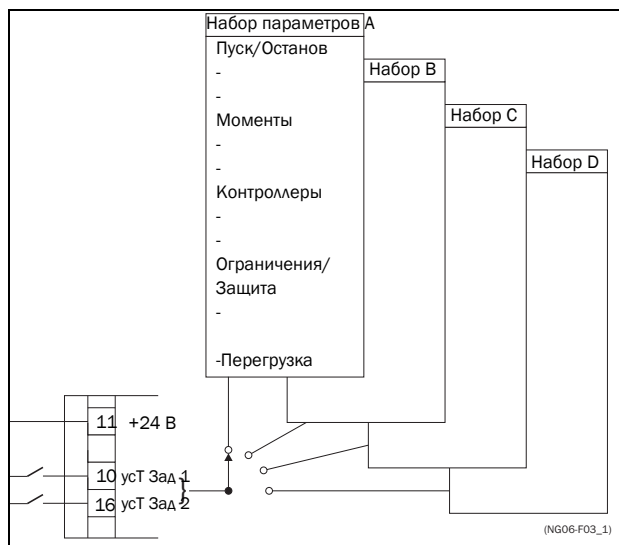 Набор параметров A
Пуск/Останов
-
-
Моменты
-
-
Контроллеры
-
-
Ограничения/
Защита
-
-Перегрузка
Набор B
Набор C
Набор D
11 +24 В
10 усТ Зад 1
16 усТ Зад 2
}
(NG06-F03_1)